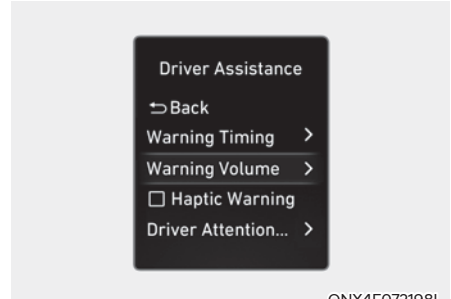 Driver Assistance
Back
Warning Timing >
Warning Volume >
Haptic Warning
Driver Attention... >